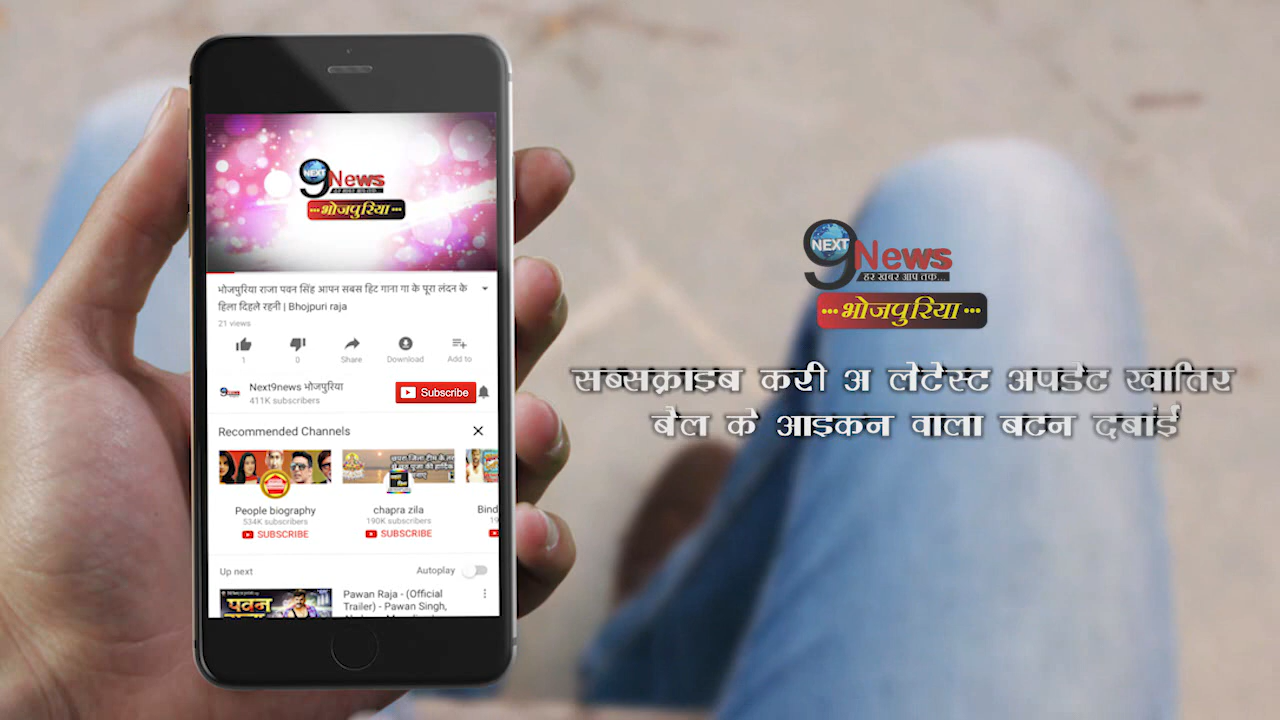 NEXT
9 News
हर खबर आप तक...
भोजपुरिया
भोजपुरिया राजा पवन सिंह आपन सबस हिट गाना गा के पूरा लंदन के
हिला दिहले रहनी | Bhojpuri raja
21 views
1
0
Share
Download
Add to
Next9news भोजपुरिया
411K subscribers
Subscribe
Recommended Channels
People biography
534K subscribers
SUBSCRIBE
chapra zila
190K subscribers
SUBSCRIBE
Bind
19
Up next
Autoplay
पवन
Pawan Raja - (Official
Trailer) - Pawan Singh,
NEXT
9 News
हर खबर आप तक...
भोजपुरिया
सब्सक्राइब करी अ लेटेस्ट अपडेट खातिर
बैल के आइकन वाला बटन दबांई